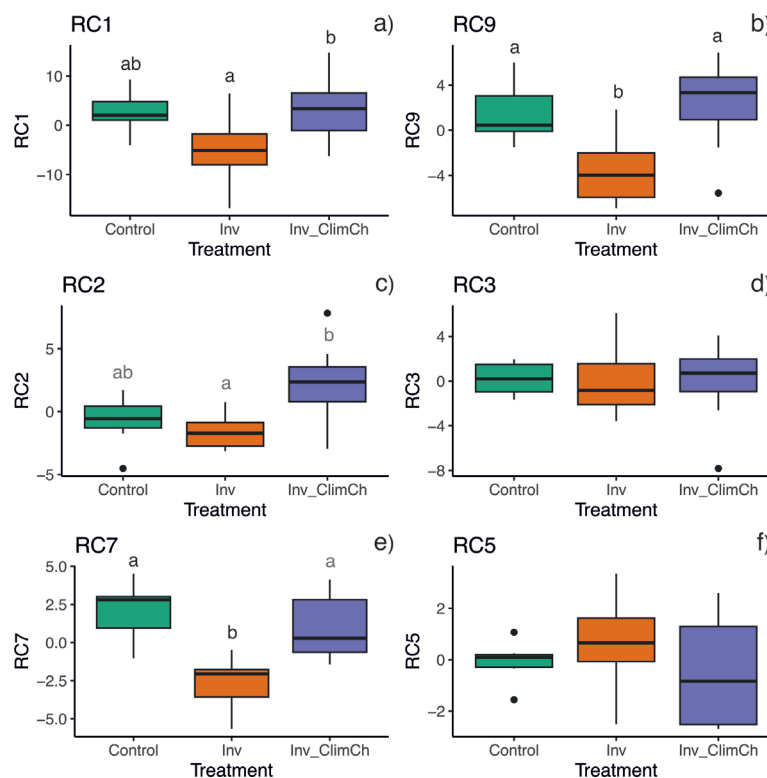 RC1 a)
RC1
10
0
−10
ab
a
b
Control Inv Inv_ClimCh
Treatment
RC9 b)
RC9
4
0
−4
a
b
a
Control Inv Inv_ClimCh
Treatment
RC2 c)
RC2
5
0
−5
ab
a
b
Control Inv Inv_ClimCh
Treatment
RC3 d)
RC3
4
0
−4
−8
Control Inv Inv_ClimCh
Treatment
RC7 e)
RC7
5.0
2.5
0.0
−2.5
−5.0
a
b
a
Control Inv Inv_ClimCh
Treatment
RC5 f)
RC5
2
0
−2
Control Inv Inv_ClimCh
Treatment